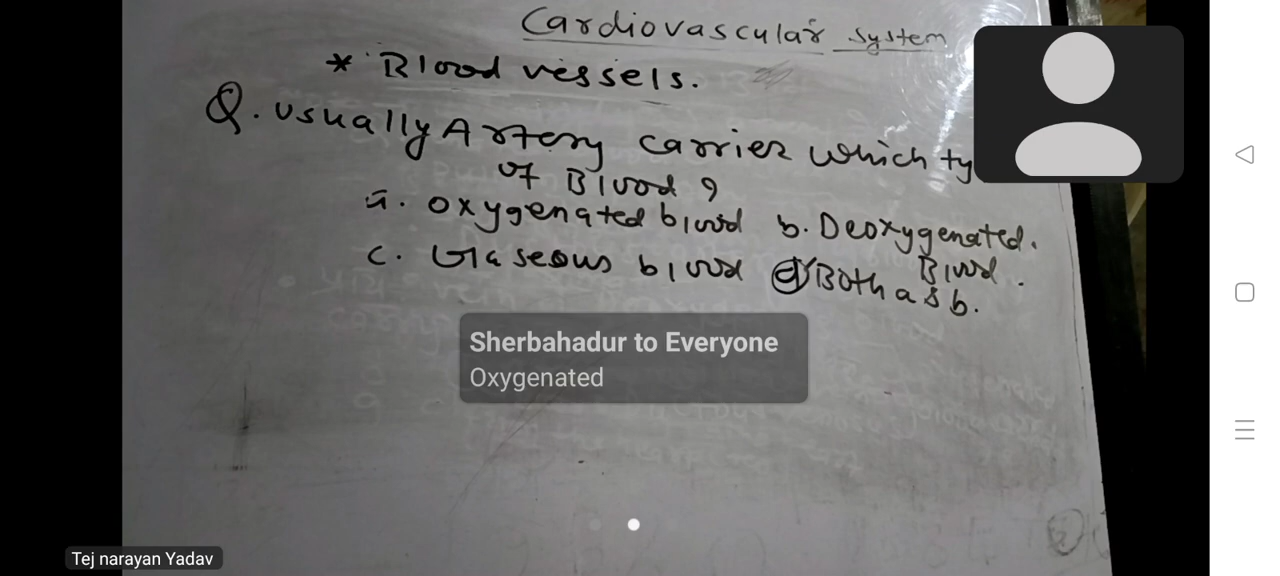 Cardiovascular system
* Blood vessels.
Q. usually Artery carries which ty
of Blood ?
a. oxygenated blood b. Deoxygenated.
Blood.
c. Gaseous blood d Both a & b.
Sherbahadur to Everyone
Oxygenated
Tej narayan Yadav